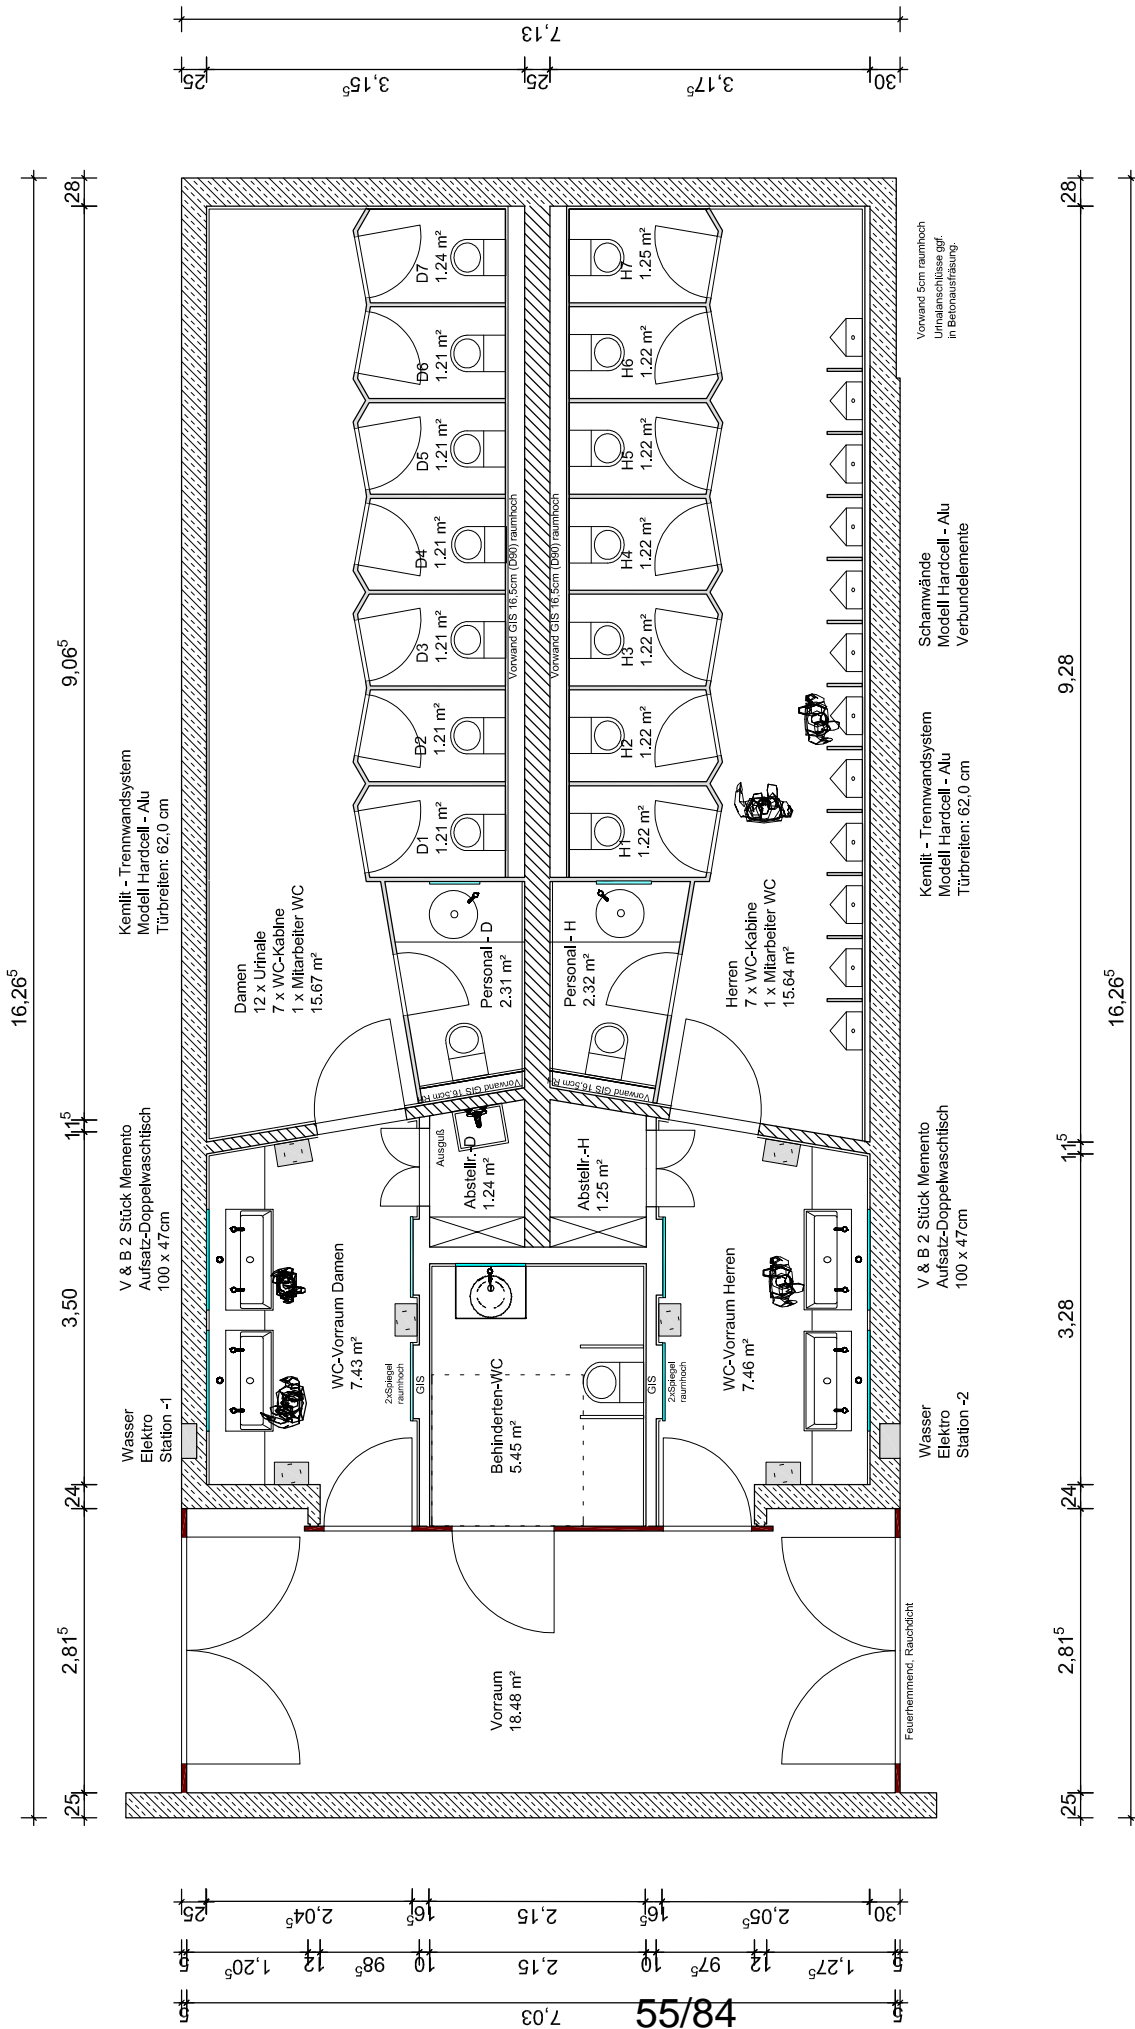 7,13
25
3,15⁵
25
3,17⁵
30
16,26⁵
28
9,06⁵
11⁵
3,50
24
2,81⁵
25
28
9,28
11⁵
3,28
24
2,81⁵
25
16,26⁵
Vorwand 5cm raumhoch
Urinalanschlüsse ggf.
in Betonausfräsung.
D7
1.24 m²
D6
1.21 m²
D5
1.21 m²
D4
1.21 m²
D3
1.21 m²
D2
1.21 m²
D1
1.21 m²
H7
1.25 m²
H6
1.22 m²
H5
1.22 m²
H4
1.22 m²
H3
1.22 m²
H2
1.22 m²
H1
1.22 m²
Vorwand GIS 16,5cm (D90) raumhoch
Vorwand GIS 16,5cm (D90) raumhoch
Schamwände
Modell Hardcell - Alu
Verbundelemente
Kemlit - Trennwandsystem
Modell Hardcell - Alu
Türbreiten: 62,0 cm
Kemlit - Trennwandsystem
Modell Hardcell - Alu
Türbreiten: 62,0 cm
Damen
12 x Urinale
7 x WC-Kabine
1 x Mitarbeiter WC
15.67 m²
Personal - D
2.31 m²
Personal - H
2.32 m²
Herren
7 x WC-Kabine
1 x Mitarbeiter WC
15.64 m²
Vorwand GIS 16,5cm R
Vorwand GIS 16,5cm R
V & B 2 Stück Memento
Aufsatz-Doppelwaschtisch
100 x 47cm
Ausguß
Abstellr.-D
1.24 m²
Abstellr.-H
1.25 m²
V & B 2 Stück Memento
Aufsatz-Doppelwaschtisch
100 x 47cm
WC-Vorraum Damen
7.43 m²
2xSpiegel
raumhoch
GIS
Behinderten-WC
5.45 m²
GIS
2xSpiegel
raumhoch
WC-Vorraum Herren
7.46 m²
Wasser
Elektro
Station -1
Wasser
Elektro
Station -2
Vorraum
18.48 m²
Feuerhemmend, Rauchdicht
25
2,04⁵
16⁵
2,15
16⁵
2,05⁵
30
5
1,20⁵
12
98⁵
10
2,15
10
97⁵
12
1,27⁵
5
5
7,03
5
55/84